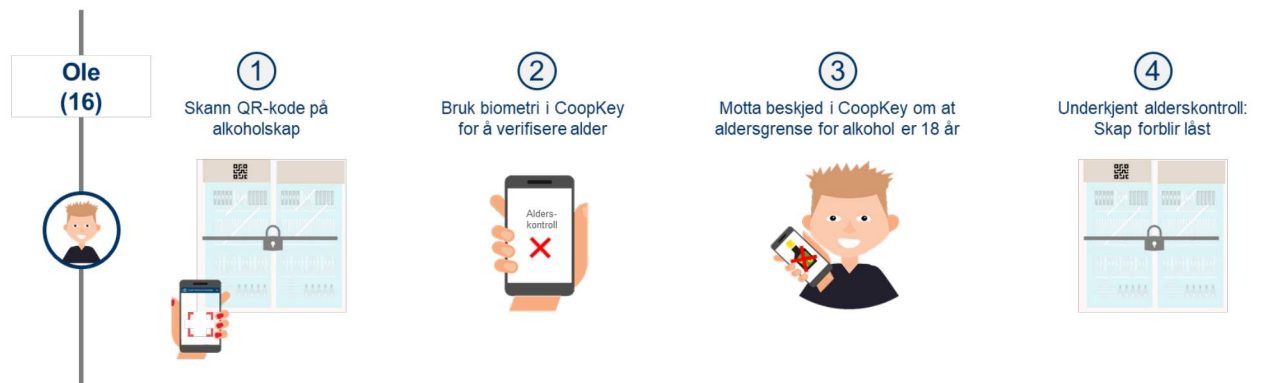 Ole
(16)
1
Skann QR-kode på
alkoholskap
2
Bruk biometri i CoopKey
for å verifisere alder
3
Motta beskjed i CoopKey om at
aldersgrense for alkohol er 18 år
4
Underkjent alderskontroll:
Skap forblir låst
Alders-
kontroll